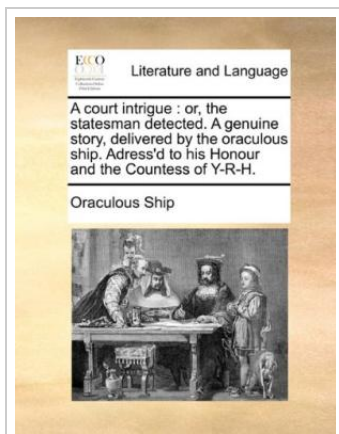 ECCO
Literature and Language
A court intrigue : or, the
statesman detected. A genuine
story, delivered by the oraculous
ship. Adress'd to his Honour
and the Countess of Y-R-H.
Oraculous Ship